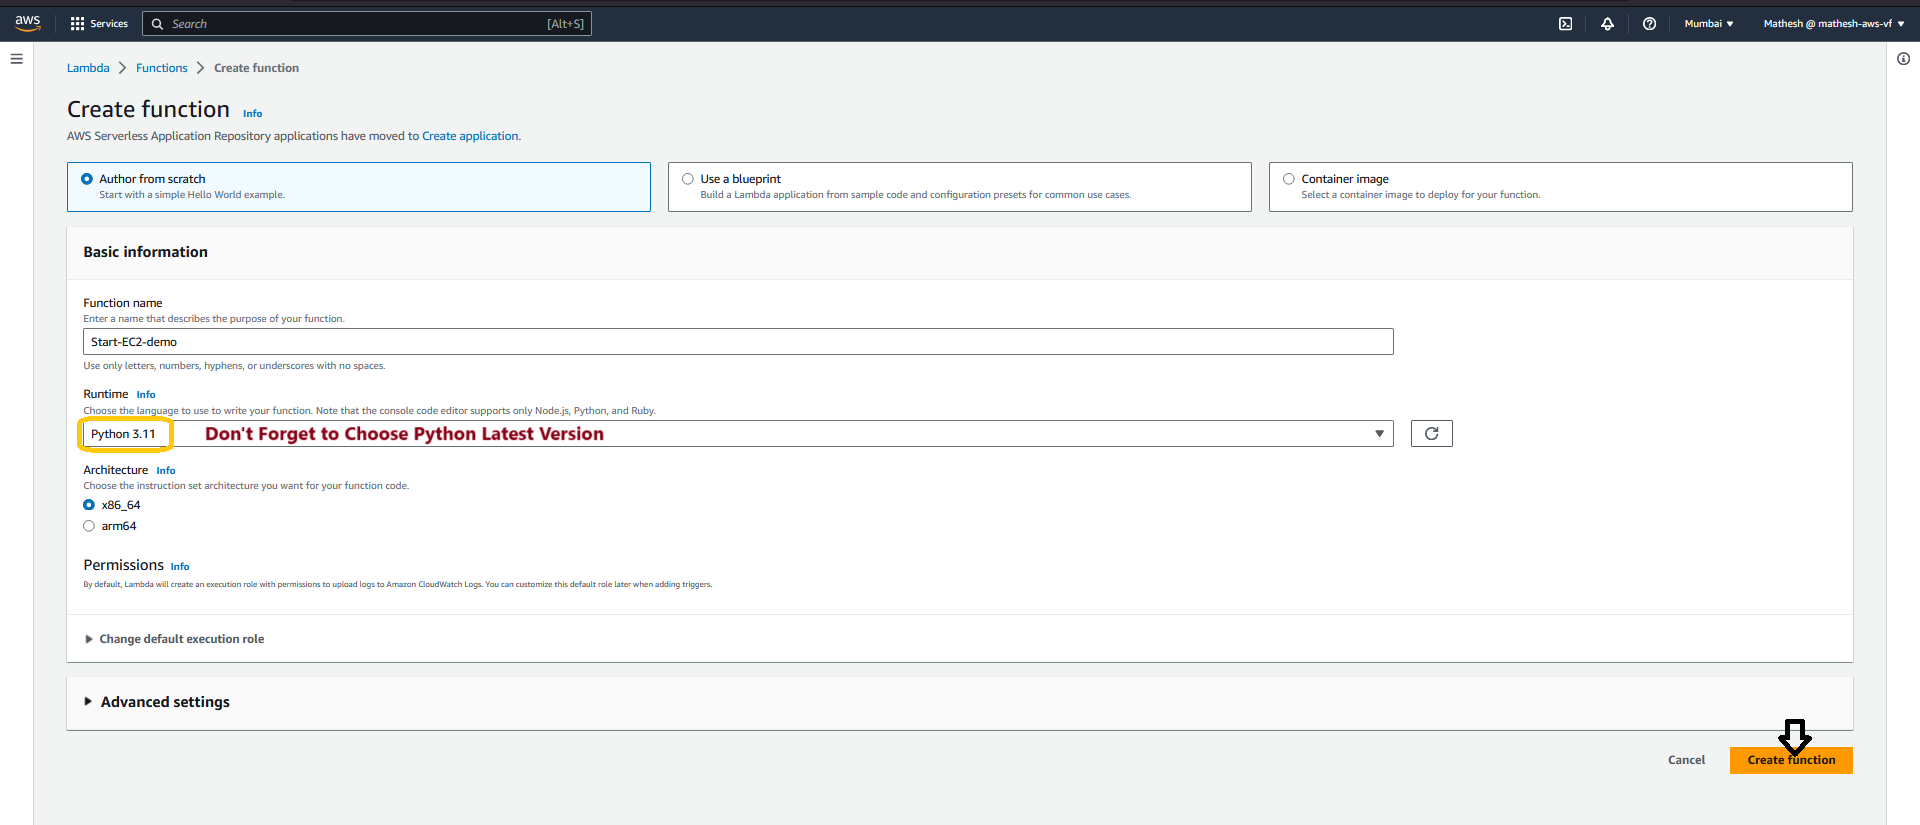 aws Services Search [Alt+S] Mumbai Mathesh @ mathesh-aws-vf
Lambda Functions Create function
Create function Info
AWS Serverless Application Repository applications have moved to Create application.
Author from scratch
Start with a simple Hello World example.
Use a blueprint
Build a Lambda application from sample code and configuration presets for common use cases.
Container image
Select a container image to deploy for your function.
Basic information
Function name
Enter a name that describes the purpose of your function.
Start-EC2-demo
Use only letters, numbers, hyphens, or underscores with no spaces.
Runtime Info
Choose the language to use to write your function. Note that the console code editor supports only Node.js, Python, and Ruby.
Python 3.11 Don't Forget to Choose Python Latest Version
Architecture Info
Choose the instruction set architecture you want for your function code.
x86_64
arm64
Permissions Info
By default, Lambda will create an execution role with permissions to upload logs to Amazon CloudWatch Logs. You can customize this default role later when adding triggers.
Change default execution role
Advanced settings
Cancel Create function